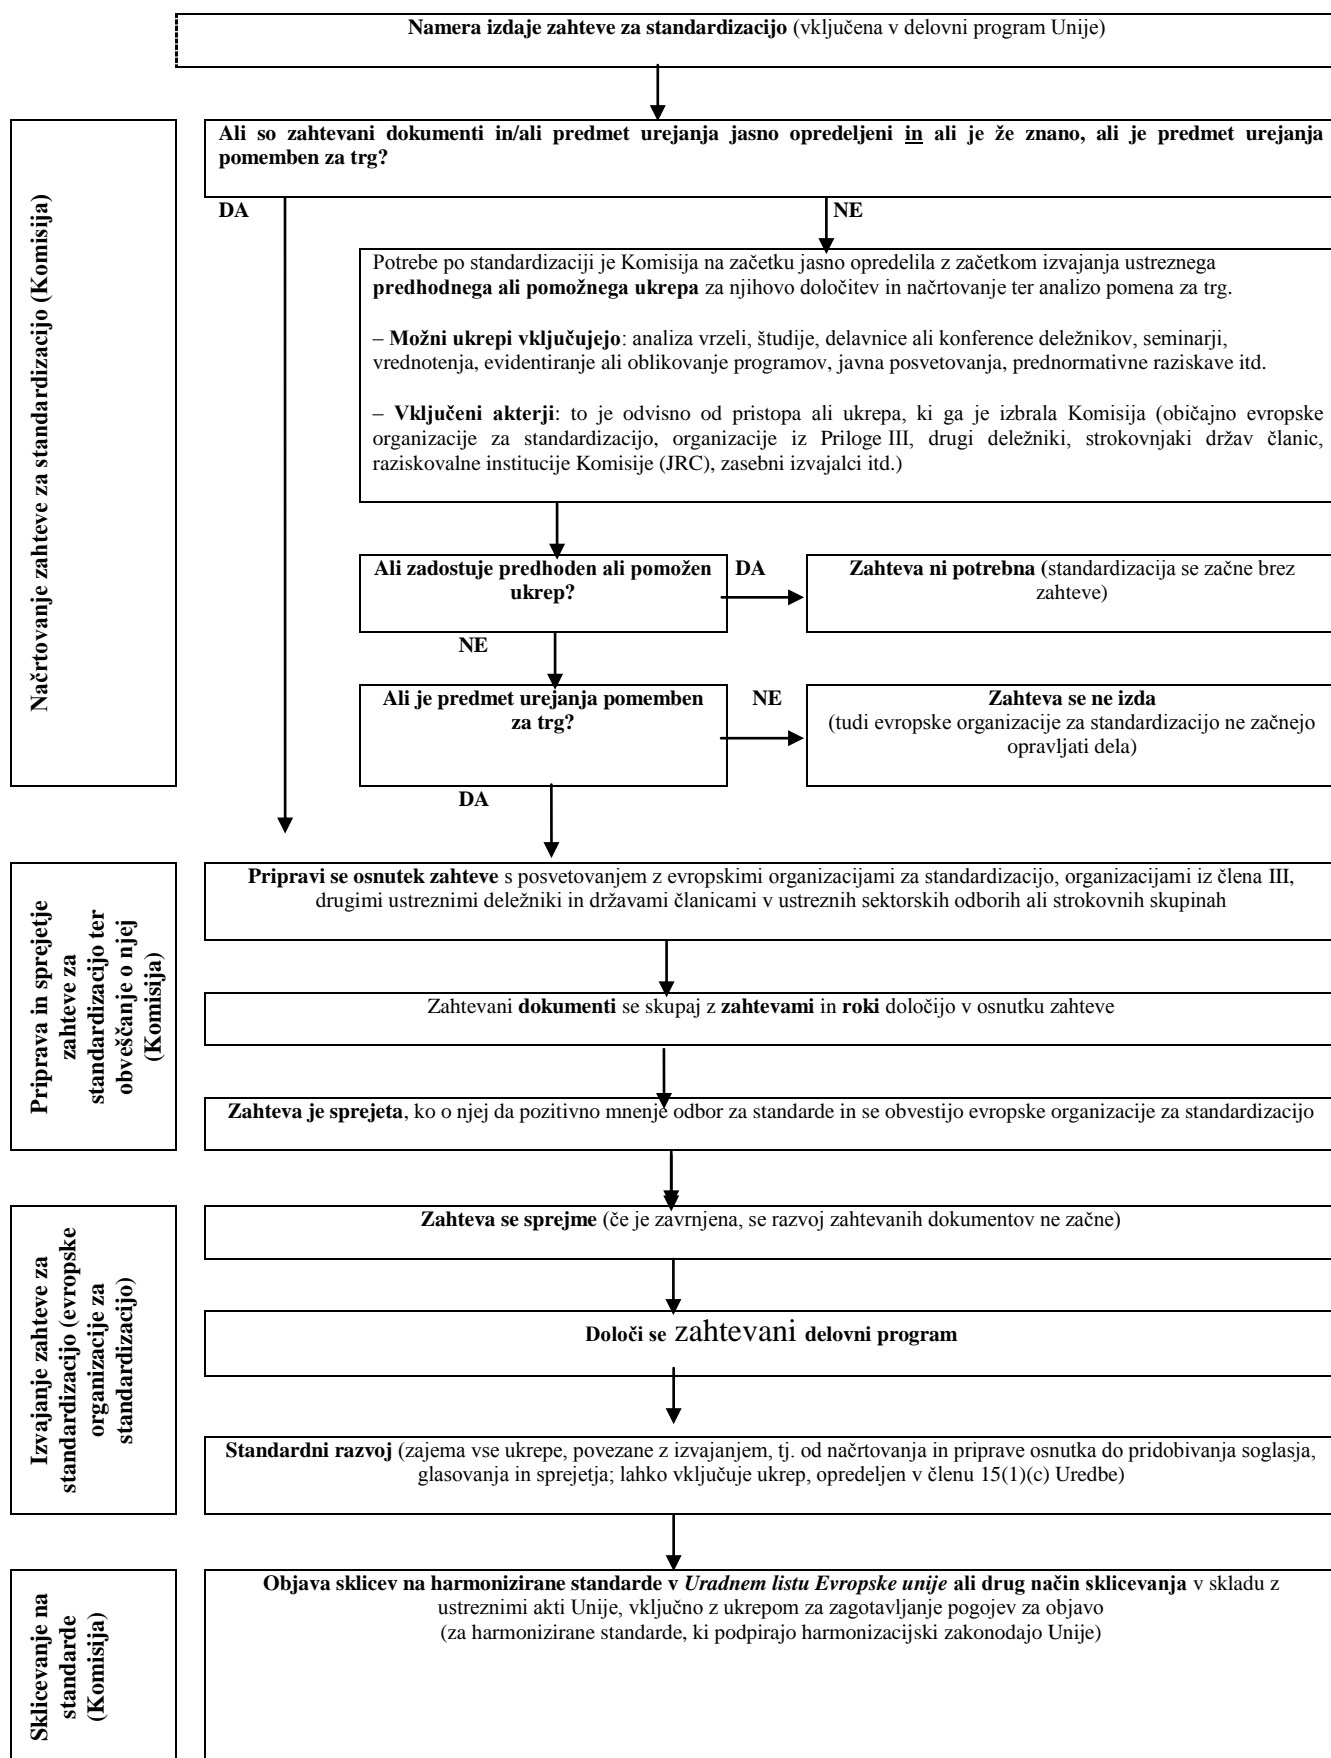 Namera izdaje zahteve za standardizacijo (vključena v delovni program Unije)
Načrtovanje zahteve za standardizacijo (Komisija)
Ali so zahtevani dokumenti in/ali predmet urejanja jasno opredeljeni in ali je že znano, ali je predmet urejanja
pomemben za trg?
DA
NE
Potrebe po standardizaciji je Komisija na začetku jasno opredelila z začetkom izvajanja ustreznega
predhodnega ali pomožnega ukrepa za njihovo določitev in načrtovanje ter analizo pomena za trg.
– Možni ukrepi vključujejo: analiza vrzeli, študije, delavnice ali konference deležnikov, seminarji,
vrednotenja, evidentiranje ali oblikovanje programov, javna posvetovanja, prednormativne raziskave itd.
– Vključeni akterji: to je odvisno od pristopa ali ukrepa, ki ga je izbrala Komisija (običajno evropske
organizacije za standardizacijo, organizacije iz Priloge III, drugi deležniki, strokovnjaki držav članic,
raziskovalne institucije Komisije (JRC), zasebni izvajalci itd.)
Ali zadostuje predhoden ali pomožen
ukrep?
DA
Zahteva ni potrebna (standardizacija se začne brez
zahteve)
NE
Ali je predmet urejanja pomemben
za trg?
NE
Zahteva se ne izda
(tudi evropske organizacije za standardizacijo ne začnejo
opravljati dela)
DA
Priprava in sprejetje
zahteve za
standardizacijo ter
obveščanje o njej
(Komisija)
Pripravi se osnutek zahteve s posvetovanjem z evropskimi organizacijami za standardizacijo, organizacijami iz člena III,
drugimi ustreznimi deležniki in državami članicami v ustreznih sektorskih odborih ali strokovnih skupinah
Zahtevani dokumenti se skupaj z zahtevami in roki določijo v osnutku zahteve
Zahteva je sprejeta, ko o njej da pozitivno mnenje odbor za standarde in se obvestijo evropske organizacije za standardizacijo
Izvajanje zahteve za
standardizacijo (evropske
organizacije za
standardizacijo)
Zahteva se sprejme (če je zavrnjena, se razvoj zahtevanih dokumentov ne začne)
Določi se zahtevani delovni program
Standardni razvoj (zajema vse ukrepe, povezane z izvajanjem, tj. od načrtovanja in priprave osnutka do pridobivanja soglasja,
glasovanja in sprejetja; lahko vključuje ukrep, opredeljen v členu 15(1)(c) Uredbe)
Sklicevanje na
standarde
(Komisija)
Objava sklicev na harmonizirane standarde v Uradnem listu Evropske unije ali drug način sklicevanja v skladu z
ustreznimi akti Unije, vključno z ukrepom za zagotavljanje pogojev za objavo
(za harmonizirane standarde, ki podpirajo harmonizacijski zakonodajo Unije)